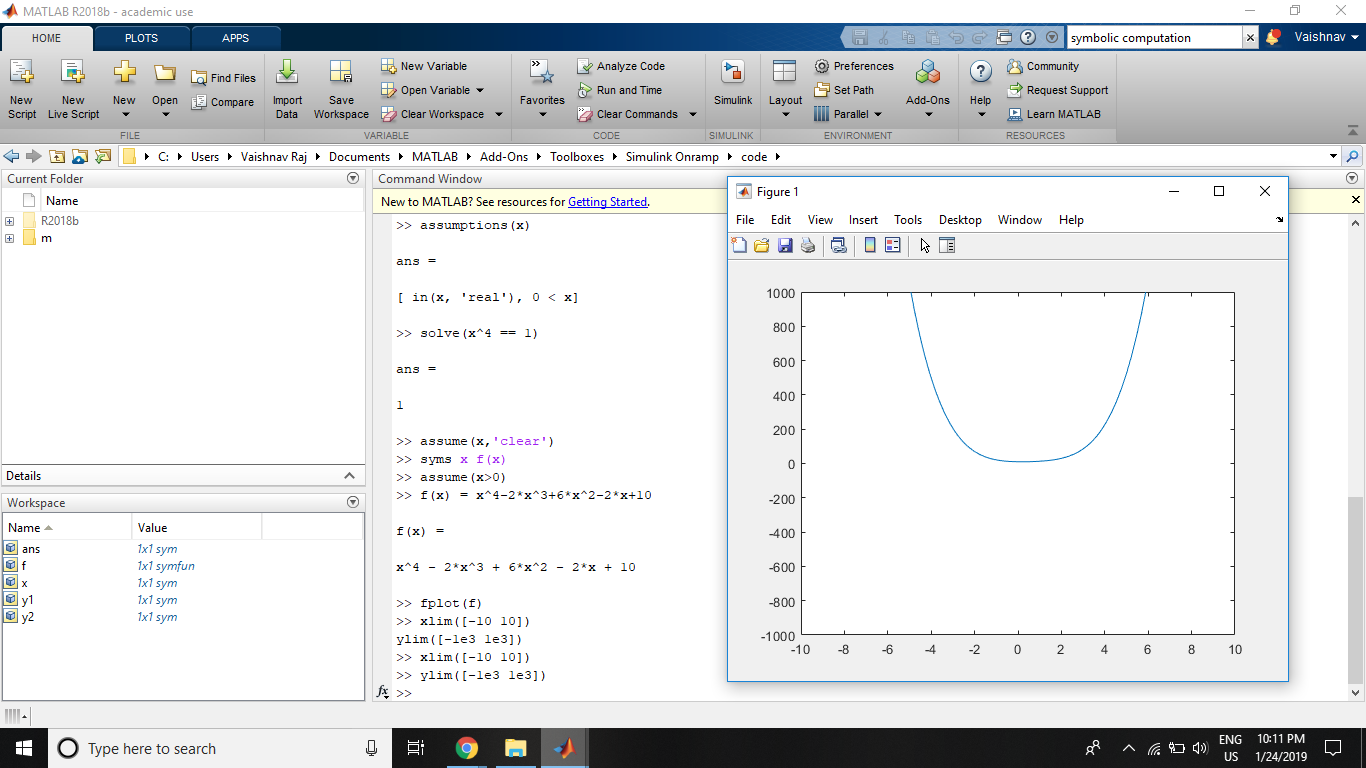 MATLAB R2018b - academic use
HOME PLOTS APPS symbolic computation Vaishnav
New Script
New Live Script
New
Open
Find Files
Compare
Import Data
Save Workspace
New Variable
Open Variable
Clear Workspace
Favorites
Analyze Code
Run and Time
Clear Commands
Simulink
Layout
Preferences
Set Path
Parallel
Add-Ons
Help
Community
Request Support
Learn MATLAB
FILE VARIABLE CODE SIMULINK ENVIRONMENT RESOURCES
C: Users Vaishnav Raj Documents MATLAB Add-Ons Toolboxes Simulink Onramp code
Current Folder
Name
R2018b
m
Details
Workspace
Name Value
ans 1x1 sym
f 1x1 symfun
x 1x1 sym
y1 1x1 sym
y2 1x1 sym
Command Window
New to MATLAB? See resources for Getting Started.
>> assumptions(x)
ans =
[ in(x, 'real'), 0 < x]
>> solve(x^4 == 1)
ans =
1
>> assume(x,'clear')
>> syms x f(x)
>> assume(x>0)
>> f(x) = x^4-2*x^3+6*x^2-2*x+10
f(x) =
x^4 - 2*x^3 + 6*x^2 - 2*x + 10
>> fplot(f)
>> xlim([-10 10])
ylim([-1e3 1e3])
>> xlim([-10 10])
>> ylim([-1e3 1e3])
fx >>
Figure 1
File Edit View Insert Tools Desktop Window Help
1000
800
600
400
200
0
-200
-400
-600
-800
-1000
-10 -8 -6 -4 -2 0 2 4 6 8 10
Type here to search
ENG
US
10:11 PM
1/24/2019